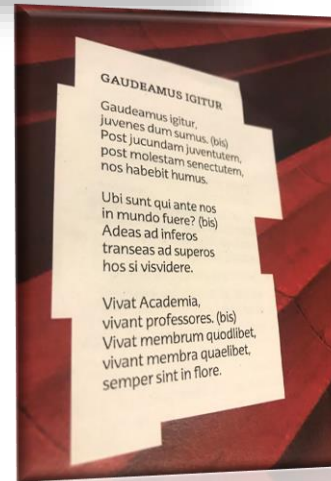 GAUDEAMUS IGITUR
Gaudeamus igitur,
juvenes dum sumus. (bis)
Post jucundam juventutem,
post molestam senectutem,
nos habebit humus.
Ubi sunt qui ante nos
in mundo fuere? (bis)
Adeas ad inferos
transeas ad superos
hos si visvidere.
Vivat Academia,
vivant professores. (bis)
Vivat membrum quodlibet,
vivant membra quaelibet,
semper sint in flore.